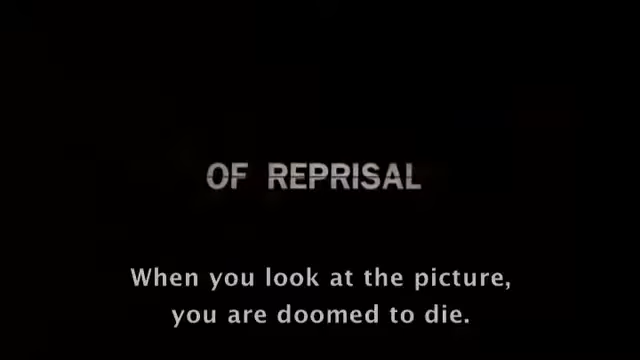 OF REPRISAL
When you look at the picture,
you are doomed to die.